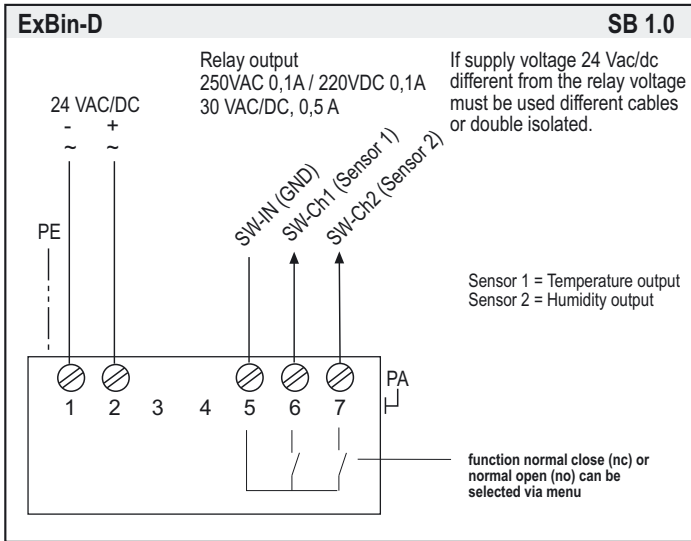 ExBin-D
SB 1.0
Relay output
250VAC 0,1A / 220VDC 0,1A
30 VAC/DC, 0,5 A
If supply voltage 24 Vac/dc
different from the relay voltage
must be used different cables
or double isolated.
24 VAC/DC
- +
~ ~
PE
SW-IN (GND)
SW-Ch1 (Sensor 1)
SW-Ch2 (Sensor 2)
Sensor 1 = Temperature output
Sensor 2 = Humidity output
PA
1 2 3 4 5 6 7
function normal close (nc) or
normal open (no) can be
selected via menu